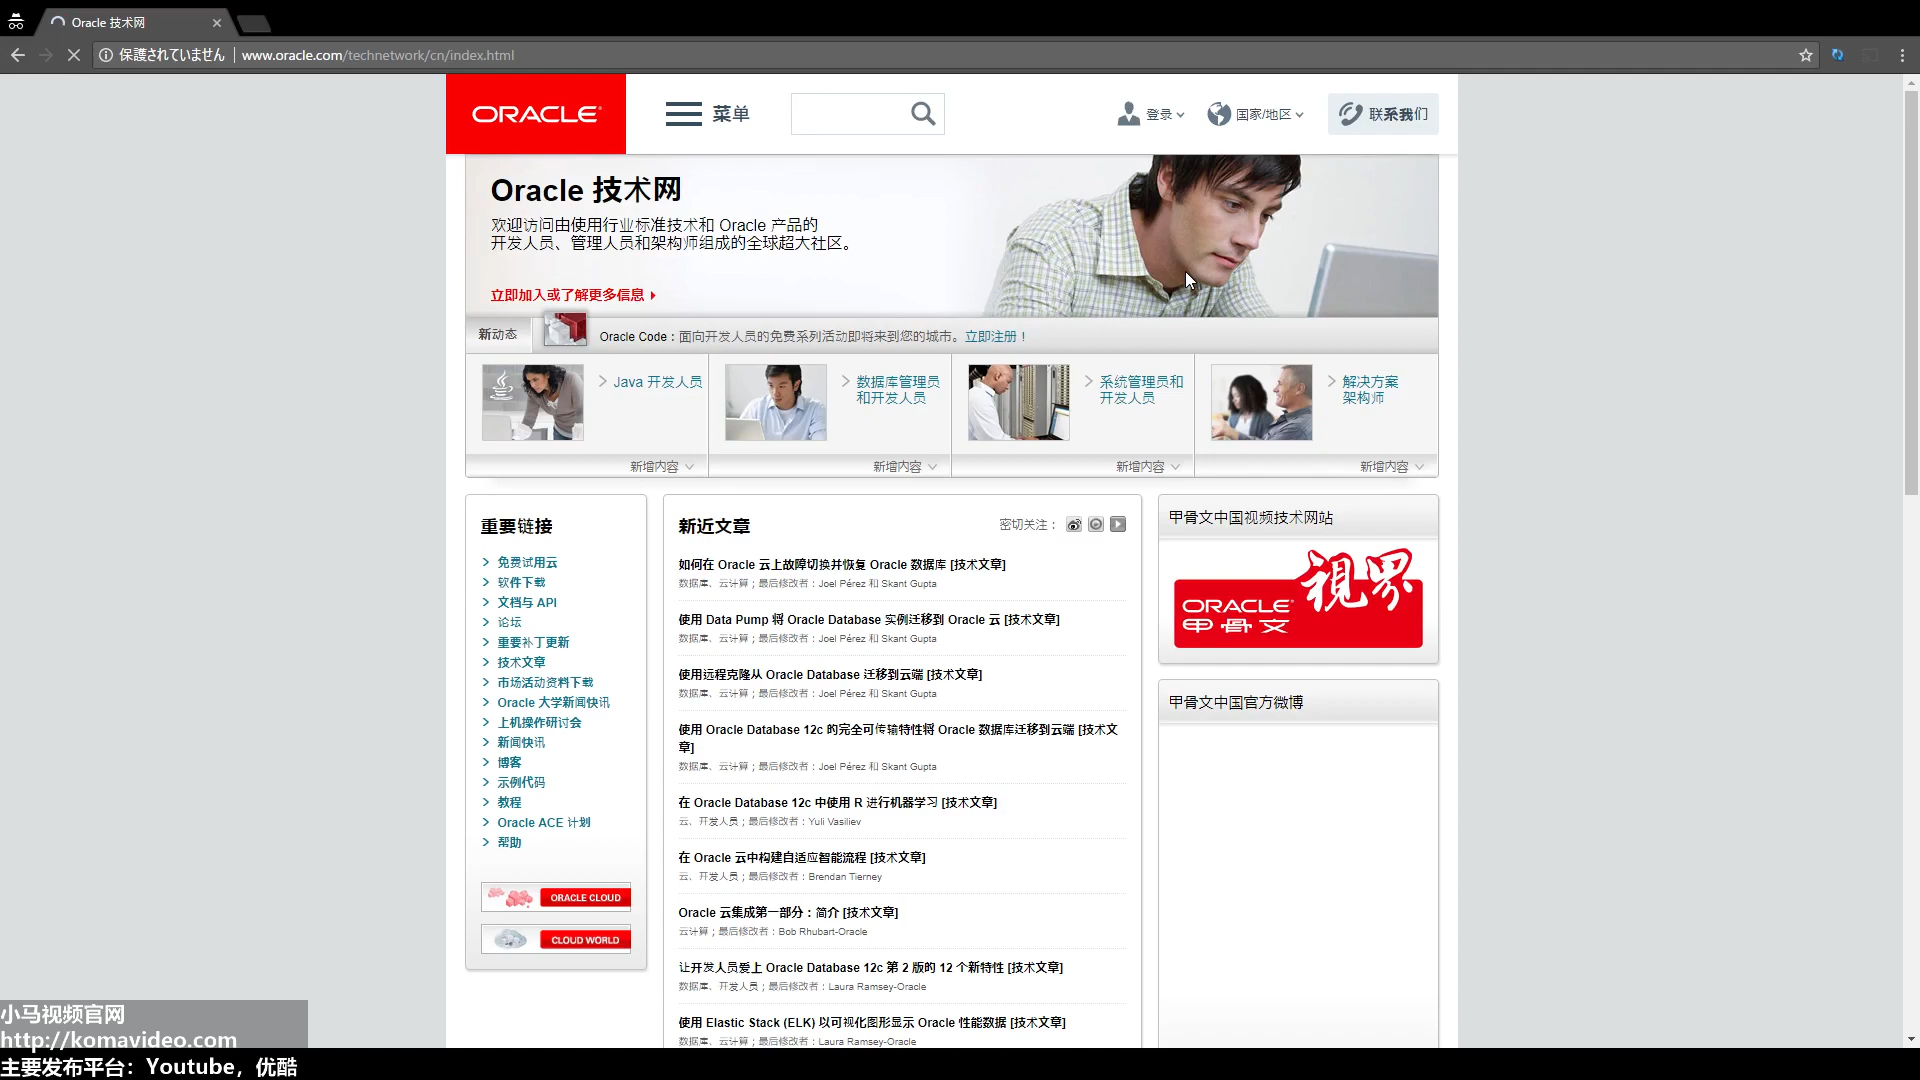 Oracle 技术网
保護されていません
www.oracle.com/technetwork/cn/index.html
ORACLE
菜单
登录
国家/地区
联系我们
Oracle 技术网
欢迎访问由使用行业标准技术和 Oracle 产品的
开发人员、管理人员和架构师组成的全球超大社区。
立即加入或了解更多信息
新动态
Oracle Code：面向开发人员的免费系列活动即将来到您的城市。立即注册！
Java 开发人员
数据库管理员
和开发人员
系统管理员和
开发人员
解决方案
架构师
新增内容
新增内容
新增内容
新增内容
重要链接
免费试用云
软件下载
文档与 API
论坛
重要补丁更新
技术文章
市场活动资料下载
Oracle 大学新闻快讯
上机操作研讨会
新闻快讯
博客
示例代码
教程
Oracle ACE 计划
帮助
ORACLE CLOUD
CLOUD WORLD
新近文章
密切关注：
如何在 Oracle 云上故障切换并恢复 Oracle 数据库 [技术文章]
数据库、云计算；最后修改者：Joel Pérez 和 Skant Gupta
使用 Data Pump 将 Oracle Database 实例迁移到 Oracle 云 [技术文章]
数据库、云计算；最后修改者：Joel Pérez 和 Skant Gupta
使用远程克隆从 Oracle Database 迁移到云端 [技术文章]
数据库、云计算；最后修改者：Joel Pérez 和 Skant Gupta
使用 Oracle Database 12c 的完全可传输特性将 Oracle 数据库迁移到云端 [技术文
章]
数据库、云计算；最后修改者：Joel Pérez 和 Skant Gupta
在 Oracle Database 12c 中使用 R 进行机器学习 [技术文章]
云、开发人员；最后修改者：Yuli Vasiliev
在 Oracle 云中构建自适应智能流程 [技术文章]
云、开发人员；最后修改者：Brendan Tierney
Oracle 云集成第一部分：简介 [技术文章]
云计算；最后修改者：Bob Rhubart-Oracle
让开发人员爱上 Oracle Database 12c 第 2 版的 12 个新特性 [技术文章]
数据库、开发人员；最后修改者：Laura Ramsey-Oracle
使用 Elastic Stack (ELK) 以可视化图形显示 Oracle 性能数据 [技术文章]
数据库、云计算；最后修改者：Laura Ramsey-Oracle
甲骨文中国视频技术网站
視界
ORACLE
甲骨文
甲骨文中国官方微博
小马视频官网
http://komavideo.com
主要发布平台：Youtube，优酷